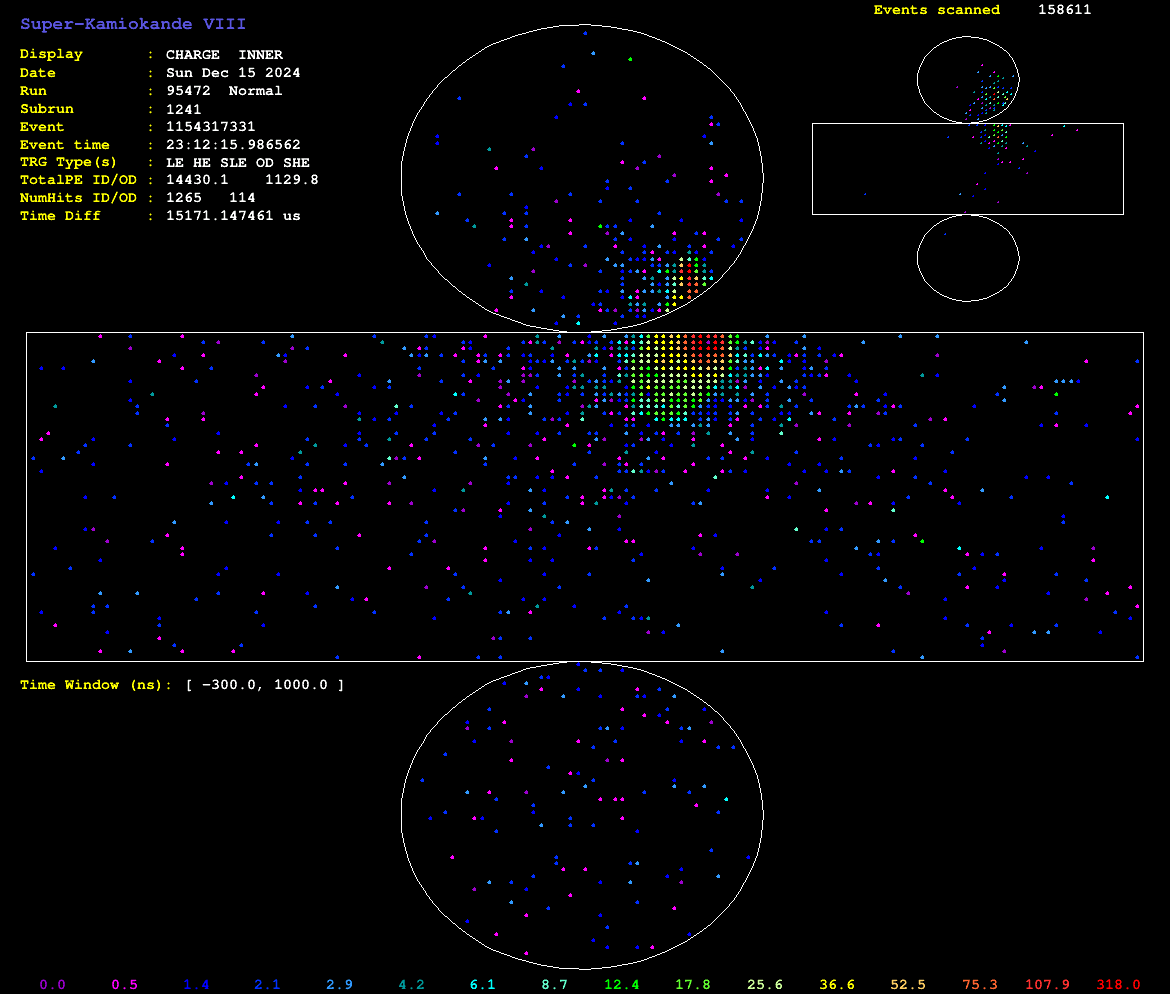 Super-Kamiokande VIII
Events scanned 158611
Display : CHARGE INNER
Date : Sun Dec 15 2024
Run : 95472 Normal
Subrun : 1241
Event : 1154317331
Event time : 23:12:15.986562
TRG Type(s) : LE HE SLE OD SHE
TotalPE ID/OD : 14430.1 1129.8
NumHits ID/OD : 1265 114
Time Diff : 15171.147461 us
Time Window (ns): [ −300.0, 1000.0 ]
0.0 0.5 1.4 2.1 2.9 4.2 6.1 8.7 12.4 17.8 25.6 36.6 52.5 75.3 107.9 318.0